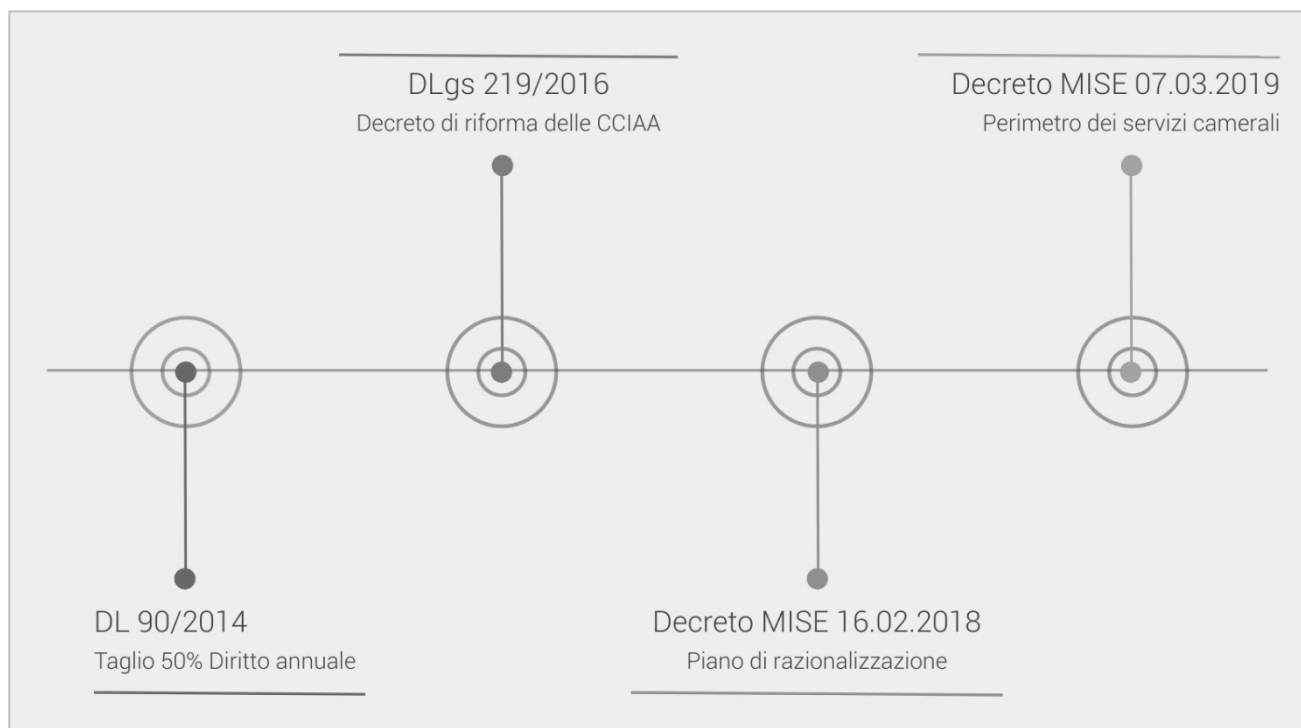 DLgs 219/2016
Decreto di riforma delle CCIAA
Decreto MISE 07.03.2019
Perimetro dei servizi camerali
DL 90/2014
Taglio 50% Diritto annuale
Decreto MISE 16.02.2018
Piano di razionalizzazione